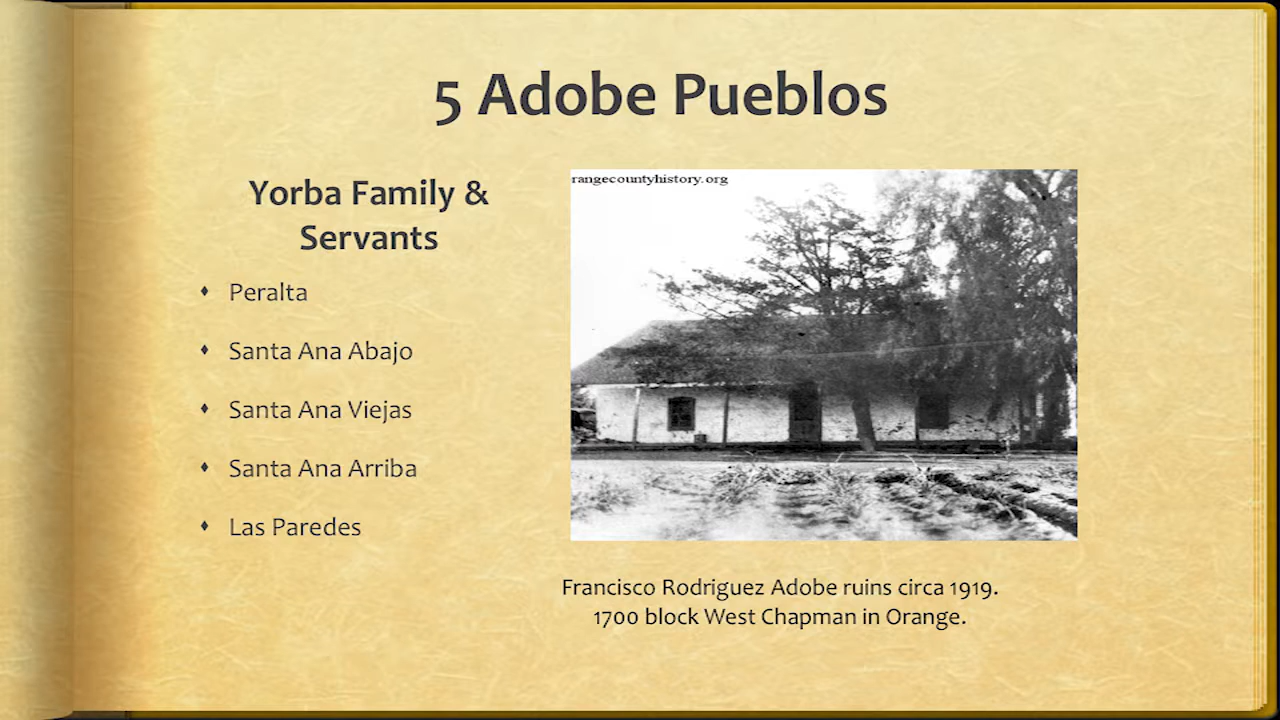 5 Adobe Pueblos
Yorba Family &
Servants
Peralta
Santa Ana Abajo
Santa Ana Viejas
Santa Ana Arriba
Las Paredes
rangecountyhistory.org
Francisco Rodriguez Adobe ruins circa 1919.
1700 block West Chapman in Orange.